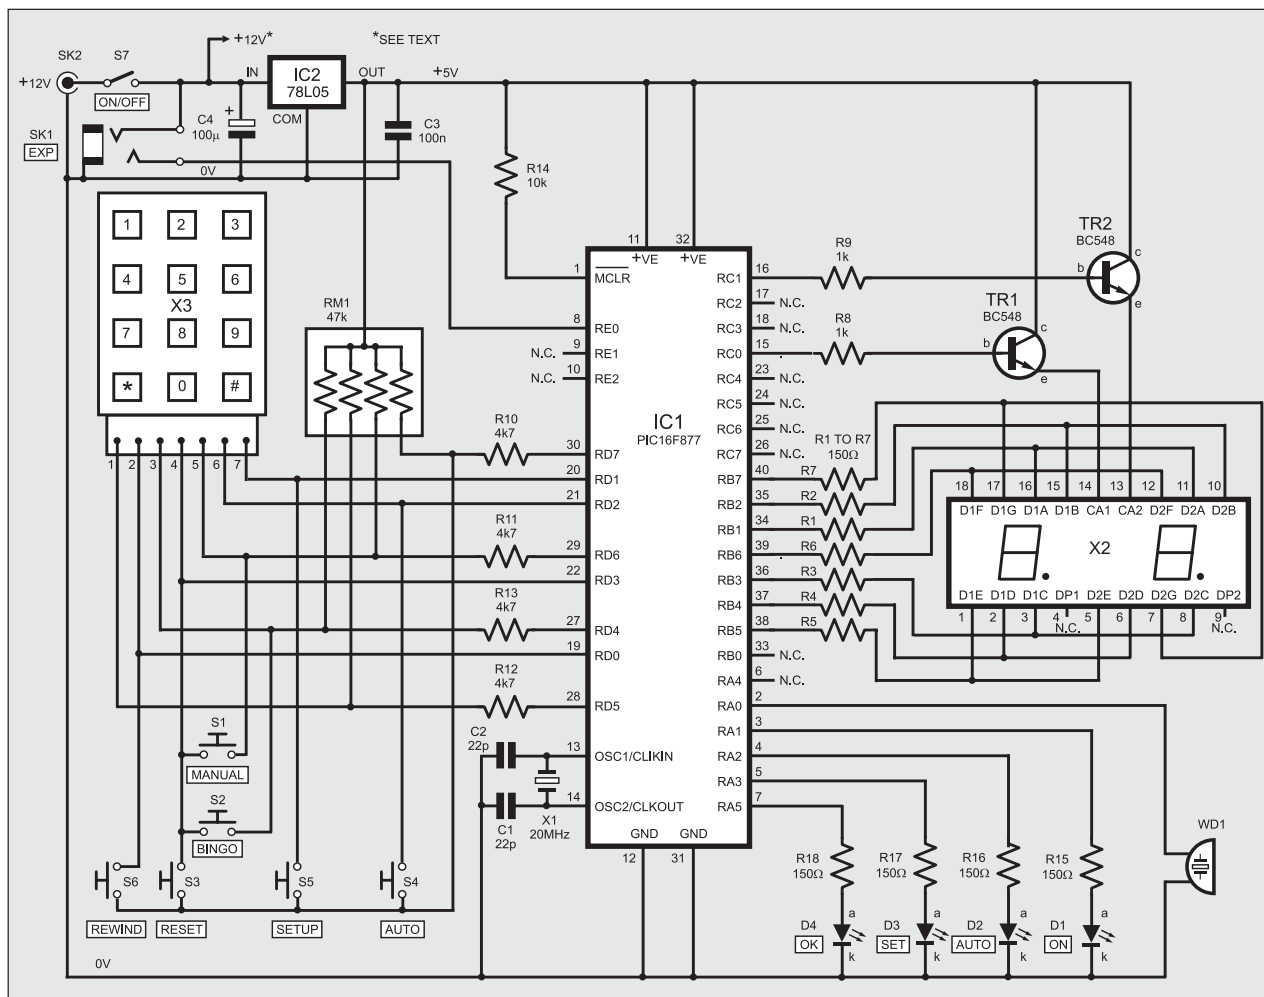 +12V*
*SEE TEXT
SK2
S7
+12V
ON/OFF
IN
IC2
78L05
OUT
COM
+5V
C4
100µ
+
C3
100n
SK1
EXP
0V
R14
10k
1 2 3
4 5 6
X3
7 8 9
* 0 #
1 2 3 4 5 6 7
RM1
47k
R10
4k7
R11
4k7
R13
4k7
R12
4k7
C2
22p
C1
22p
X1
20MHz
IC1
PIC16F877
11 32
+VE +VE
1 MCLR
8 RE0
N.C. 9 RE1
N.C. 10 RE2
30 RD7
20 RD1
21 RD2
29 RD6
22 RD3
27 RD4
19 RD0
28 RD5
13 OSC1/CLIKIN
14 OSC2/CLKOUT
GND GND
12 31
RC1 16
RC2 17 N.C.
RC3 18 N.C.
RC0 15
RC4 23 N.C.
RC5 24 N.C.
RC6 25 N.C.
RC7 26 N.C.
RB7 40 R7
RB2 35 R2
RB1 34 R1
RB6 39 R6
RB3 36 R3
RB4 37 R4
RB5 38 R5
RB0 33 N.C.
RA4 6 N.C.
RA0 2
RA1 3
RA2 4
RA3 5
RA5 7
R9
1k
R8
1k
R1 TO R7
150Ω
TR2
BC548
b c e
TR1
BC548
b c e
18 17 16 15 14 13 12 11 10
D1F D1G D1A D1B CA1 CA2 D2F D2A D2B
X2
D1E D1D D1C DP1 D2E D2D D2G D2C DP2
1 2 3 4 5 6 7 8 9
N.C. N.C.
S1
MANUAL
S2
BINGO
S6 S3 S5 S4
REWIND RESET SETUP AUTO
0V
R18
150Ω
R17
150Ω
R16
150Ω
R15
150Ω
WD1
D4
OK
a
k
D3
SET
a
k
D2
AUTO
a
k
D1
ON
a
k